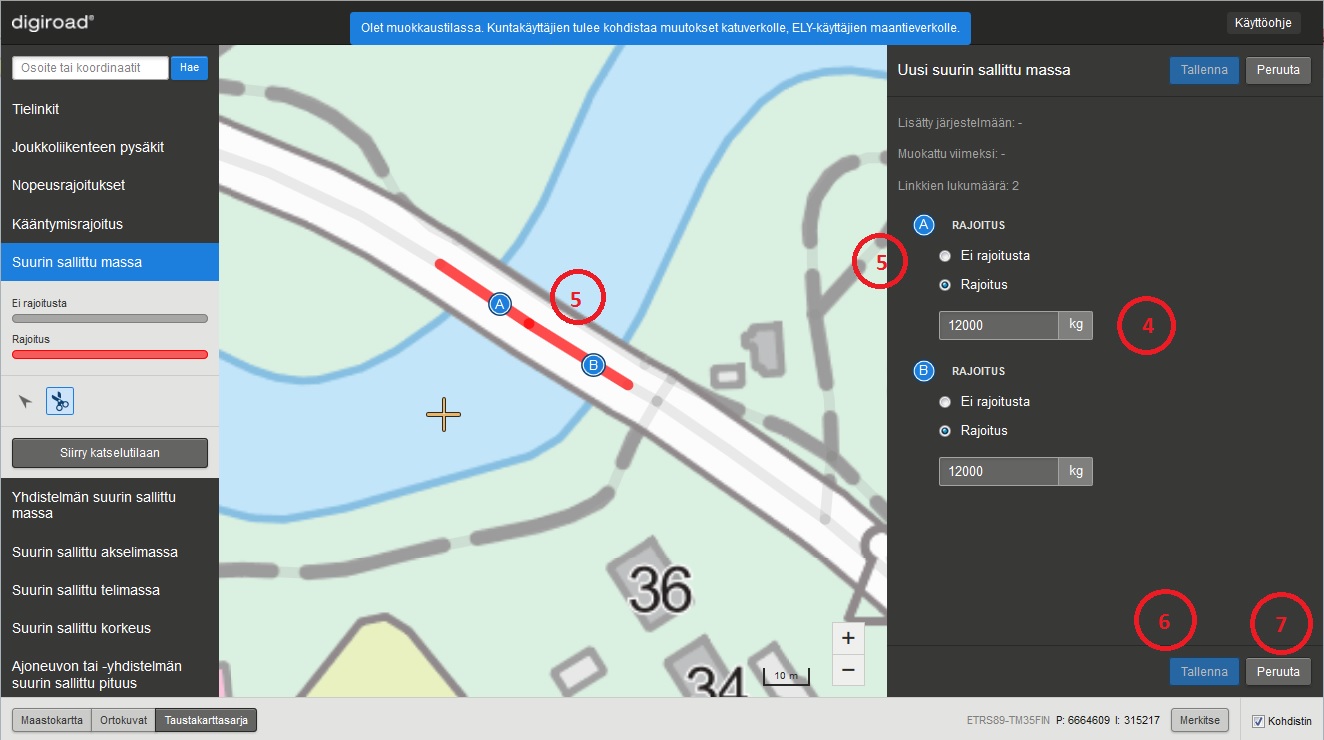 digiroad®
Olet muokkaustilassa. Kuntakäyttäjien tulee kohdistaa muutokset katuverkolle, ELY-käyttäjien maantieverkolle.
Käyttöohje
Osoite tai koordinaatit
Hae
Tielinkit
Joukkoliikenteen pysäkit
Nopeusrajoitukset
Kääntymisrajoitus
Suurin sallittu massa
Ei rajoitusta
Rajoitus
Siirry katselutilaan
Yhdistelmän suurin sallittu
massa
Suurin sallittu akselimassa
Suurin sallittu telimassa
Suurin sallittu korkeus
Ajoneuvon tai -yhdistelmän
suurin sallittu pituus
A
5
B
36
34
+
−
10 m
Uusi suurin sallittu massa
Tallenna
Peruuta
Lisätty järjestelmään: -
Muokattu viimeksi: -
Linkkien lukumäärä: 2
A RAJOITUS
5
Ei rajoitusta
Rajoitus
12000 kg
4
B RAJOITUS
Ei rajoitusta
Rajoitus
12000 kg
6
7
Tallenna
Peruuta
Maastokartta
Ortokuvat
Taustakarttasarja
ETRS89-TM35FIN P: 6664609 I: 315217
Merkitse
Kohdistin